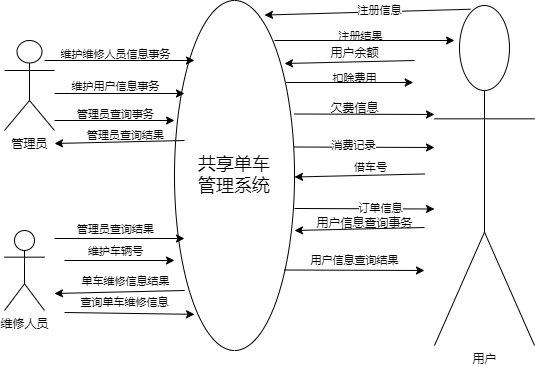 注册信息
注册结果
用户余额
扣除费用
欠费信息
消费记录
借车号
订单信息
用户信息查询事务
用户信息查询结果
用户
维护维修人员信息事务
维护用户信息事务
管理员查询事务
管理员查询结果
管理员
共享单车
管理系统
管理员查询结果
维护车辆号
单车维修信息结果
查询单车维修信息
维修人员